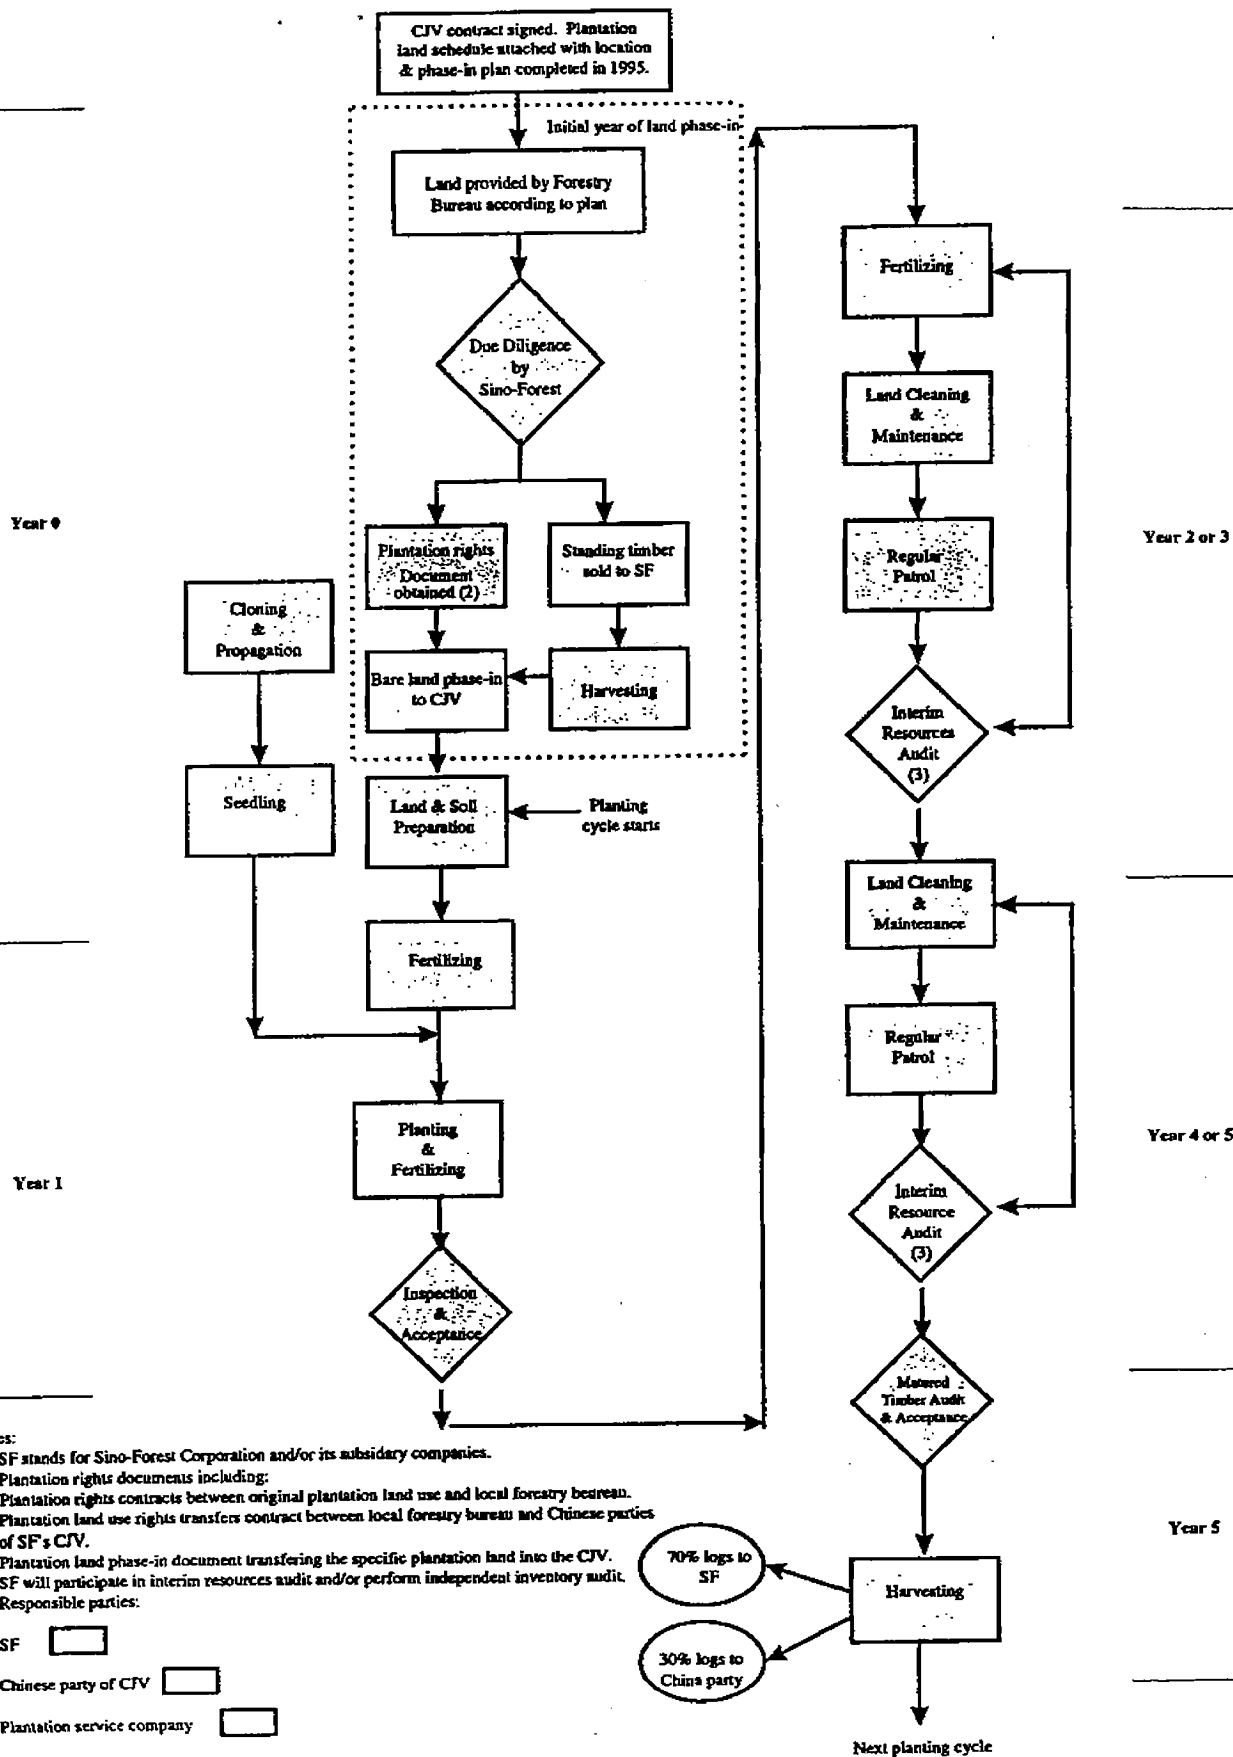 CJV contract signed. Plantation
land schedule attached with location
& phase-in plan completed in 1995.
Initial year of land phase-in
Land provided by Forestry
Bureau according to plan
Due Diligence
by
Sino-Forest
Plantation rights
Document
obtained (2)
Standing timber
sold to SF
Bare land phase-in
to CJV
Harvesting
Year 0
Cloning
&
Propagation
Seedling
Land & Soil
Preparation
Planting
cycle starts
Fertilizing
Planting
&
Fertilizing
Year 1
Inspection
&
Acceptance
Fertilizing
Land Cleaning
&
Maintenance
Regular
Patrol
Year 2 or 3
Interim
Resources
Audit
(3)
Land Cleaning
&
Maintenance
Regular
Patrol
Year 4 or 5
Interim
Resource
Audit
(3)
Matured
Timber Audit
& Acceptance
Year 5
Harvesting
70% logs to
SF
30% logs to
China party
Next planting cycle
es:
SF stands for Sino-Forest Corporation and/or its subsidary companies.
Plantation rights documents including:
Plantation rights contracts between original plantation land use and local forestry beureau.
Plantation land use rights transfers contract between local forestry bureau and Chinese parties
of SF's CJV.
Plantation land phase-in document transfering the specific plantation land into the CJV.
SF will participate in interim resources audit and/or perform independent inventory audit.
Responsible parties:
SF
Chinese party of CJV
Plantation service company